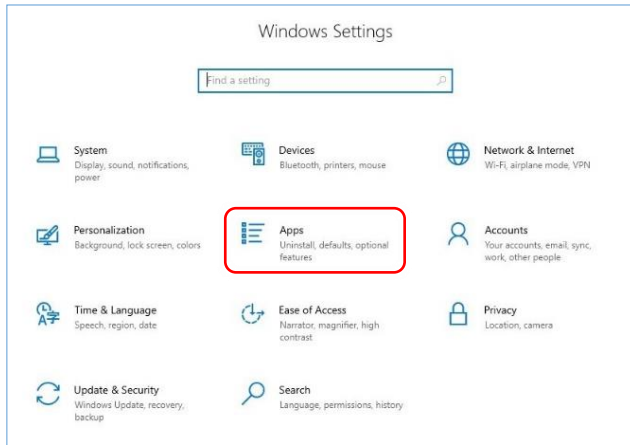 Windows Settings
Find a setting
System
Display, sound, notifications,
power
Devices
Bluetooth, printers, mouse
Network & Internet
Wi-Fi, airplane mode, VPN
Personalization
Background, lock screen, colors
Apps
Uninstall, defaults, optional
features
Accounts
Your accounts, email, sync,
work, other people
Time & Language
Speech, region, date
Ease of Access
Narrator, magnifier, high
contrast
Privacy
Location, camera
Update & Security
Windows Update, recovery,
backup
Search
Language, permissions, history